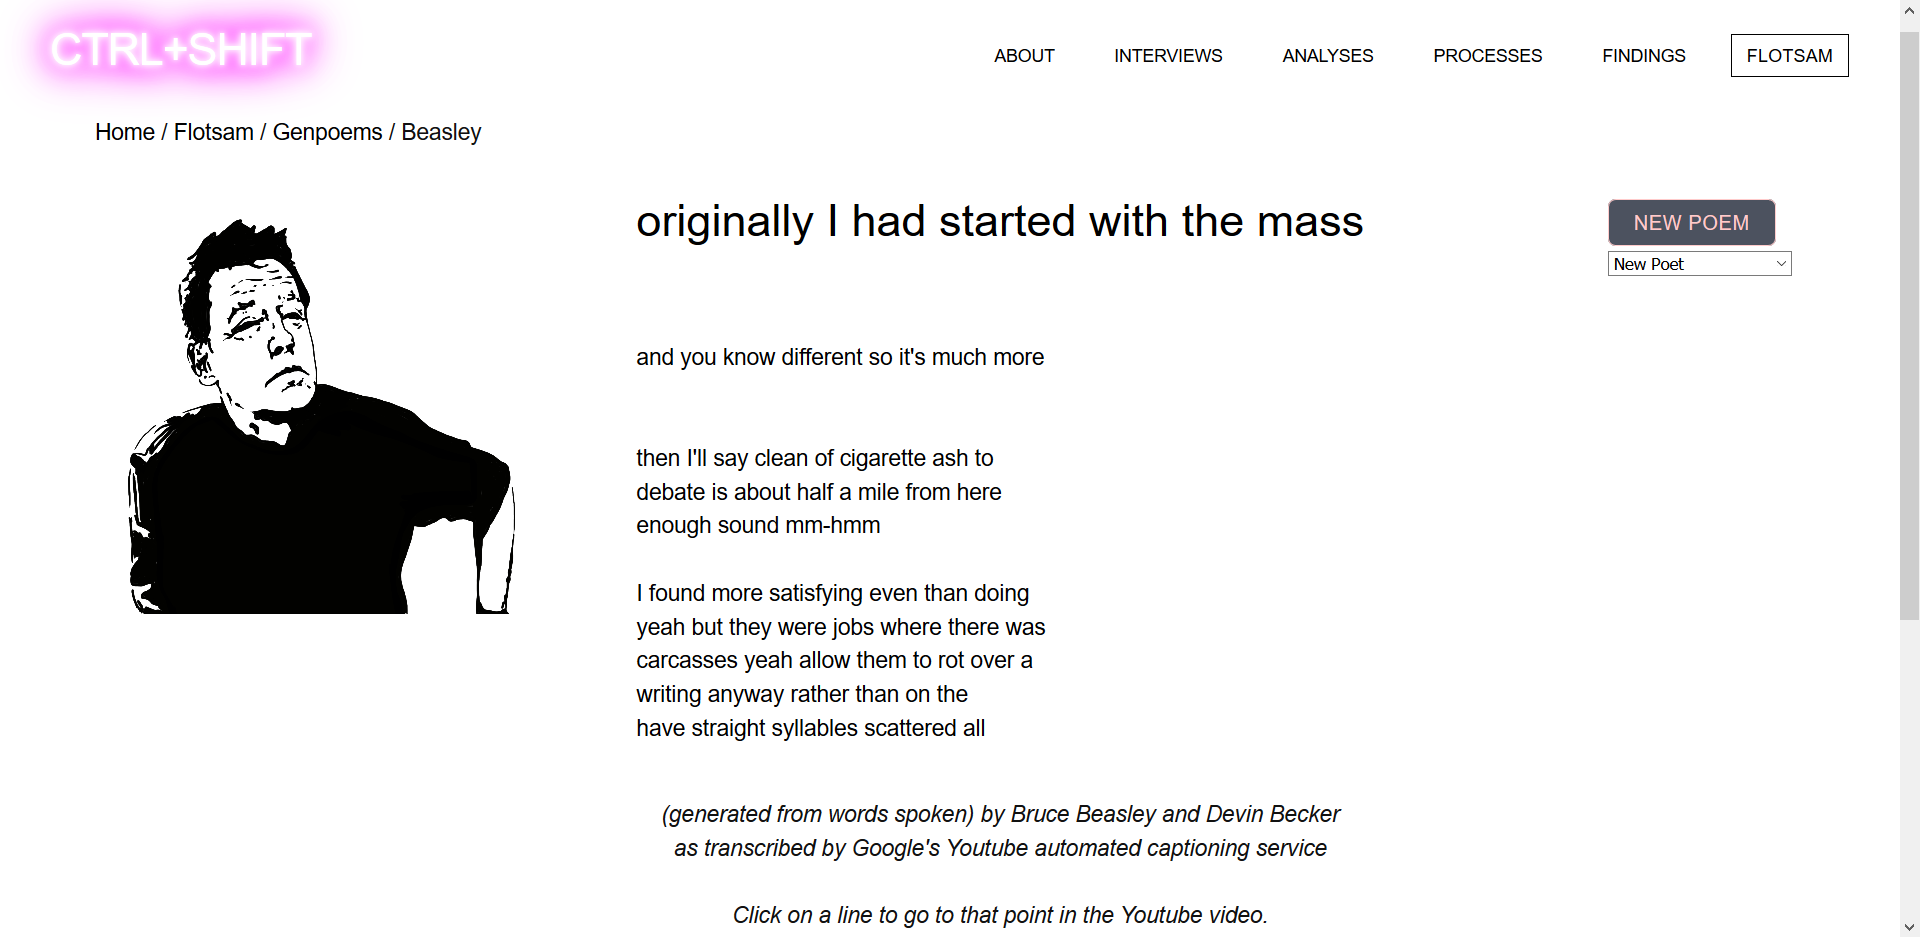 CTRL+SHIFT
ABOUT INTERVIEWS ANALYSES PROCESSES FINDINGS FLOTSAM
Home / Flotsam / Genpoems / Beasley
originally I had started with the mass
NEW POEM
New Poet
and you know different so it's much more
then I'll say clean of cigarette ash to
debate is about half a mile from here
enough sound mm-hmm
I found more satisfying even than doing
yeah but they were jobs where there was
carcasses yeah allow them to rot over a
writing anyway rather than on the
have straight syllables scattered all
(generated from words spoken) by Bruce Beasley and Devin Becker
as transcribed by Google's Youtube automated captioning service
Click on a line to go to that point in the Youtube video.